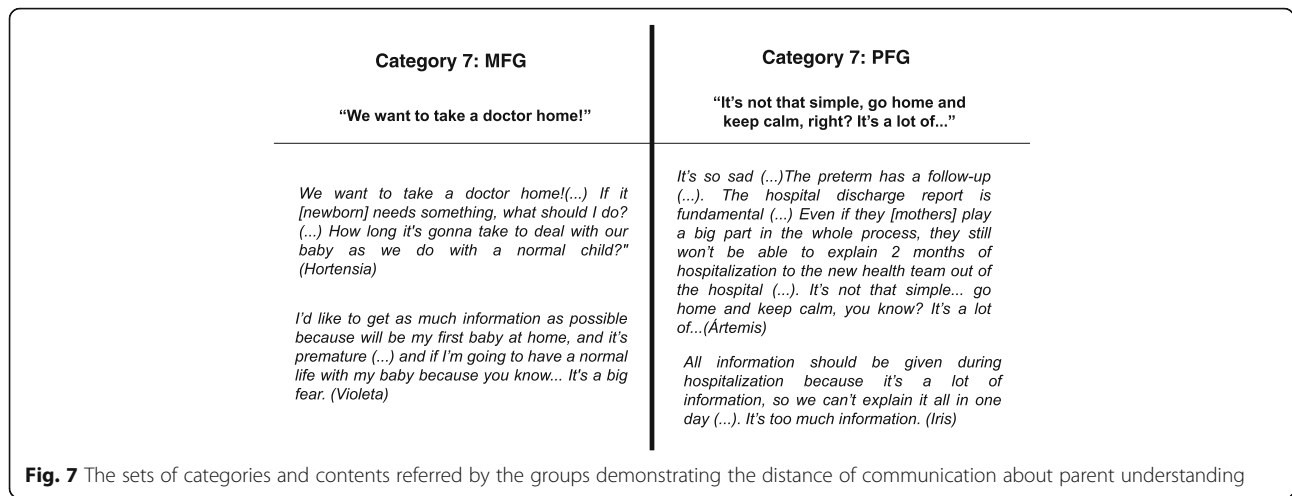 Category 7: MFG
“We want to take a doctor home!”
We want to take a doctor home!(...) If it
[newborn] needs something, what should I do?
(...) How long it's gonna take to deal with our
baby as we do with a normal child?"
(Hortensia)
I’d like to get as much information as possible
because will be my first baby at home, and it’s
premature (...) and if I’m going to have a normal
life with my baby because you know... It's a big
fear. (Violeta)
Category 7: PFG
“It’s not that simple, go home and
keep calm, right? It’s a lot of...”
It’s so sad (...)The preterm has a follow-up
(...). The hospital discharge report is
fundamental (...) Even if they [mothers] play
a big part in the whole process, they still
won’t be able to explain 2 months of
hospitalization to the new health team out of
the hospital (...). It’s not that simple... go
home and keep calm, you know? It’s a lot
of...(Ártemis)
All information should be given during
hospitalization because it’s a lot of
information, so we can’t explain it all in one
day (...). It’s too much information. (Iris)
Fig. 7 The sets of categories and contents referred by the groups demonstrating the distance of communication about parent understanding